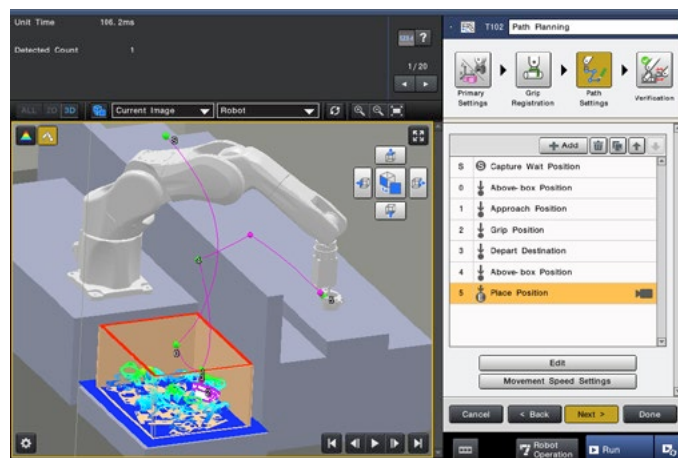 Unit Time 106.2ms
Detected Count 1
?
1/20
T102 Path Planning
Primary Settings
Grip Registration
Path Settings
Verification
ALL 2D 3D Current Image Robot
+ Add
S Capture Wait Position
0 Above-box Position
1 Approach Position
2 Grip Position
3 Depart Destination
4 Above-box Position
5 Place Position
S
4
5
3
Edit
Movement Speed Settings
Cancel < Back Next > Done
Robot Operation
Run